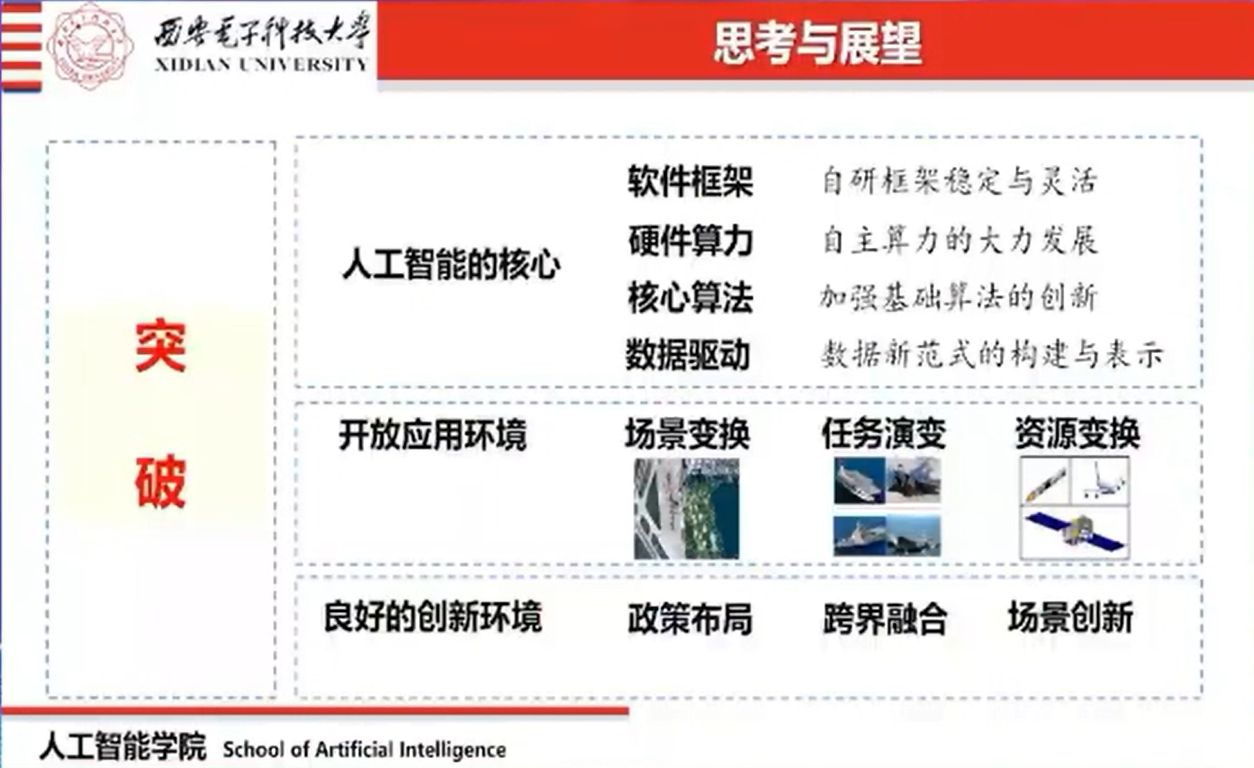 西安电子科技大学
XIDIAN UNIVERSITY
思考与展望
突
破
人工智能的核心
软件框架 自研框架稳定与灵活
硬件算力 自主算力的大力发展
核心算法 加强基础算法的创新
数据驱动 数据新范式的构建与表示
开放应用环境 场景变换 任务演变 资源变换
良好的创新环境 政策布局 跨界融合 场景创新
人工智能学院 School of Artificial Intelligence